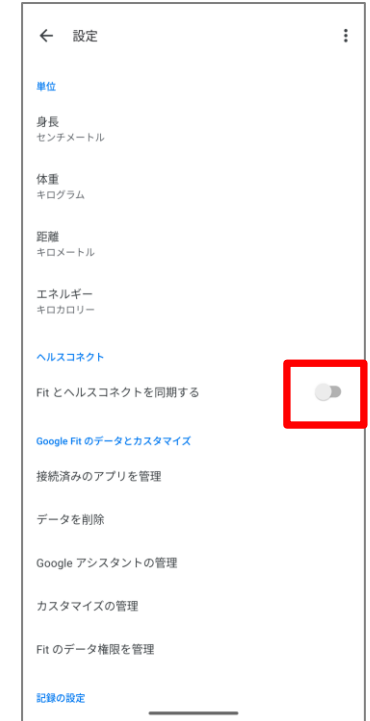 設定
単位
身長
センチメートル
体重
キログラム
距離
キロメートル
エネルギー
キロカロリー
ヘルスコネクト
Fit とヘルスコネクトを同期する
Google Fit のデータとカスタマイズ
接続済みのアプリを管理
データを削除
Google アシスタントの管理
カスタマイズの管理
Fit のデータ権限を管理
記録の設定